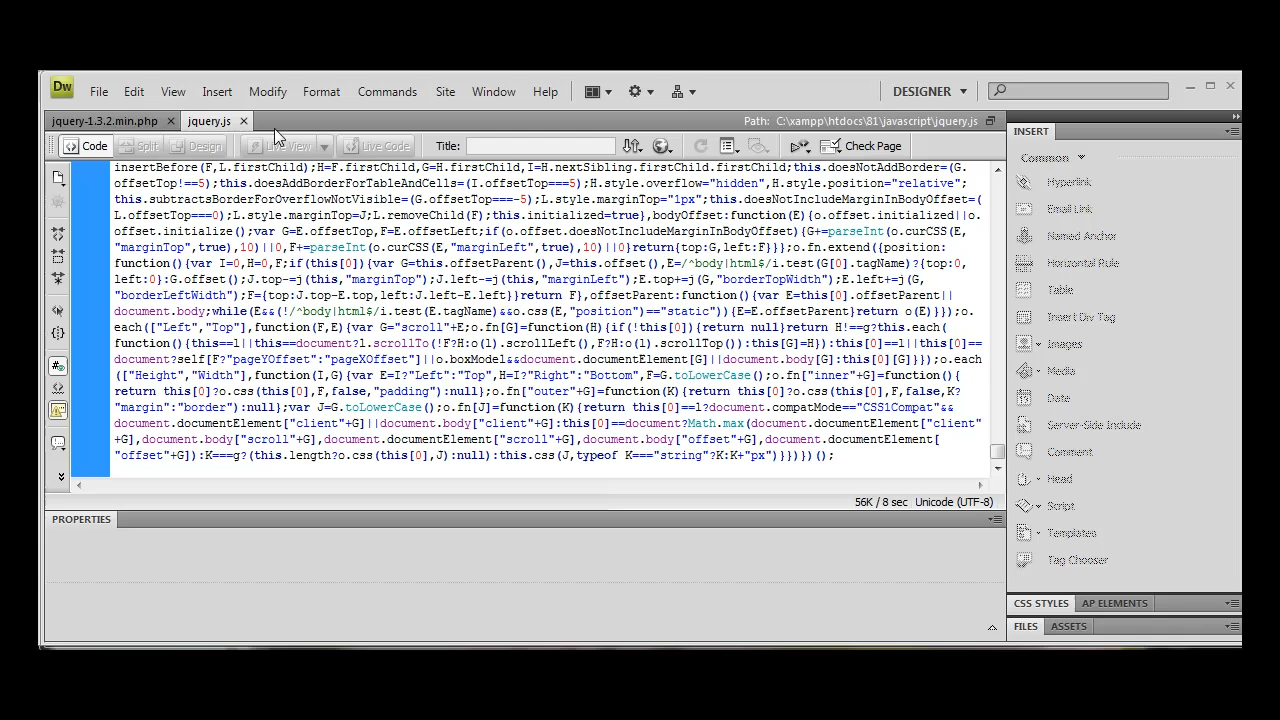 Dw File Edit View Insert Modify Format Commands Site Window Help DESIGNER
jquery-1.3.2.min.php jquery.js Path: C:\xampp\htdocs\81\javascript\jquery.js
Code Split Design Live View Live Code Title: Check Page
insertBefore(F,L.firstChild);H=F.firstChild,G=H.firstChild,I=H.nextSibling.firstChild.firstChild;this.doesNotAddBorder=(G.
offsetTop!==5);this.doesAddBorderForTableAndCells=(I.offsetTop===5);H.style.overflow="hidden",H.style.position="relative";
this.subtractsBorderForOverflowNotVisible=(G.offsetTop===-5);L.style.marginTop="1px";this.doesNotIncludeMarginInBodyOffset=(
L.offsetTop===0);L.style.marginTop=J;L.removeChild(F);this.initialized=true},bodyOffset:function(E){o.offset.initialized||o.
offset.initialize();var G=E.offsetTop,F=E.offsetLeft;if(o.offset.doesNotIncludeMarginInBodyOffset){G+=parseInt(o.curCSS(E,
"marginTop",true),10)||0,F+=parseInt(o.curCSS(E,"marginLeft",true),10)||0}return{top:G,left:F}}};o.fn.extend({position:
function(){var I=0,H=0,F;if(this[0]){var G=this.offsetParent(),J=this.offset(),E=/^body|html$/i.test(G[0].tagName)?{top:0,
left:0}:G.offset();J.top-=j(this,"marginTop");J.left-=j(this,"marginLeft");E.top+=j(G,"borderTopWidth");E.left+=j(G,
"borderLeftWidth");F={top:J.top-E.top,left:J.left-E.left}}return F},offsetParent:function(){var E=this[0].offsetParent||
document.body;while(E&&(!/^body|html$/i.test(E.tagName)&&o.css(E,"position")=="static")){E=E.offsetParent}return o(E)}});o.
each(["Left","Top"],function(F,E){var G="scroll"+E;o.fn[G]=function(H){if(!this[0]){return null}return H!==g?this.each(
function(){this==l||this==document?l.scrollTo(!F?H:o(l).scrollLeft(),F?H:o(l).scrollTop()):this[G]=H}):this[0]==l||this[0]==
document?self[F?"pageYOffset":"pageXOffset"]||o.boxModel&&document.documentElement[G]||document.body[G]:this[0][G]}});o.each
(["Height","Width"],function(I,G){var E=I?"Left":"Top",H=I?"Right":"Bottom",F=G.toLowerCase();o.fn["inner"+G]=function(){
return this[0]?o.css(this[0],F,false,"padding"):null};o.fn["outer"+G]=function(K){return this[0]?o.css(this[0],F,false,K?
"margin":"border"):null};var J=G.toLowerCase();o.fn[J]=function(K){return this[0]==l?document.compatMode=="CSS1Compat"&&
document.documentElement["client"+G]||document.body["client"+G]:this[0]==document?Math.max(document.documentElement["client"
+G],document.body["scroll"+G],document.documentElement["scroll"+G],document.body["offset"+G],document.documentElement[
"offset"+G]):K===g?(this.length?o.css(this[0],J):null):this.css(J,typeof K==="string"?K:K+"px")}})})();
56K / 8 sec Unicode (UTF-8)
PROPERTIES
INSERT
Common
Hyperlink
Email Link
Named Anchor
Horizontal Rule
Table
Insert Div Tag
Images
Media
Date
Server-Side Include
Comment
Head
Script
Templates
Tag Chooser
CSS STYLES AP ELEMENTS
FILES ASSETS